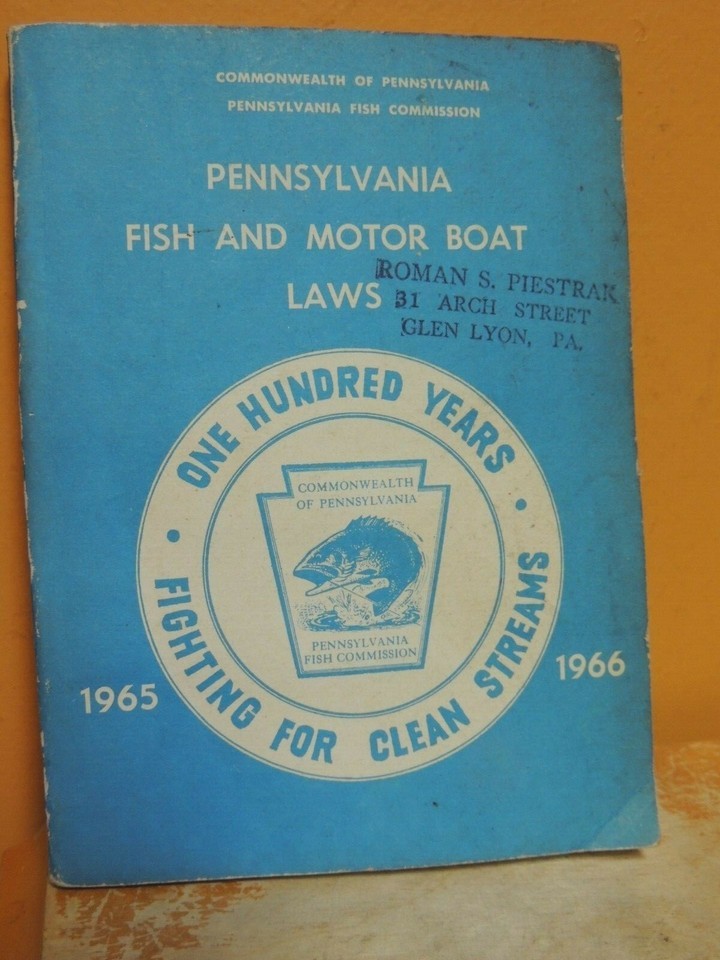 COMMONWEALTH OF PENNSYLVANIA
PENNSYLVANIA FISH COMMISSION
PENNSYLVANIA
FISH AND MOTOR BOAT
LAWS
ROMAN S. PIESTRAK
31 ARCH STREET
GLEN LYON, PA.
ONE HUNDRED YEARS
COMMONWEALTH
OF PENNSYLVANIA
PENNSYLVANIA
FISH COMMISSION
FIGHTING FOR CLEAN STREAMS
1965
1966